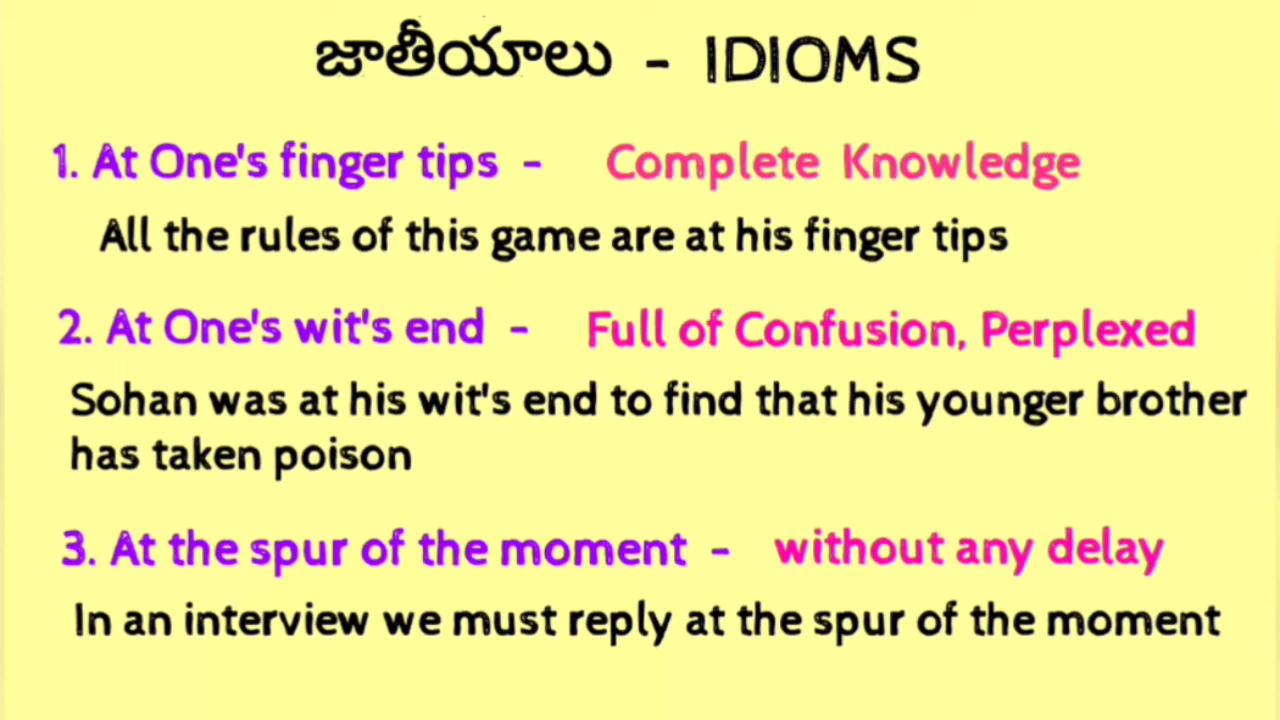 జాతీయాలు - IDIOMS
1. At One's finger tips - Complete Knowledge
All the rules of this game are at his finger tips
2. At One's wit's end - Full of Confusion, Perplexed
Sohan was at his wit's end to find that his younger brother
has taken poison
3. At the spur of the moment - without any delay
In an interview we must reply at the spur of the moment